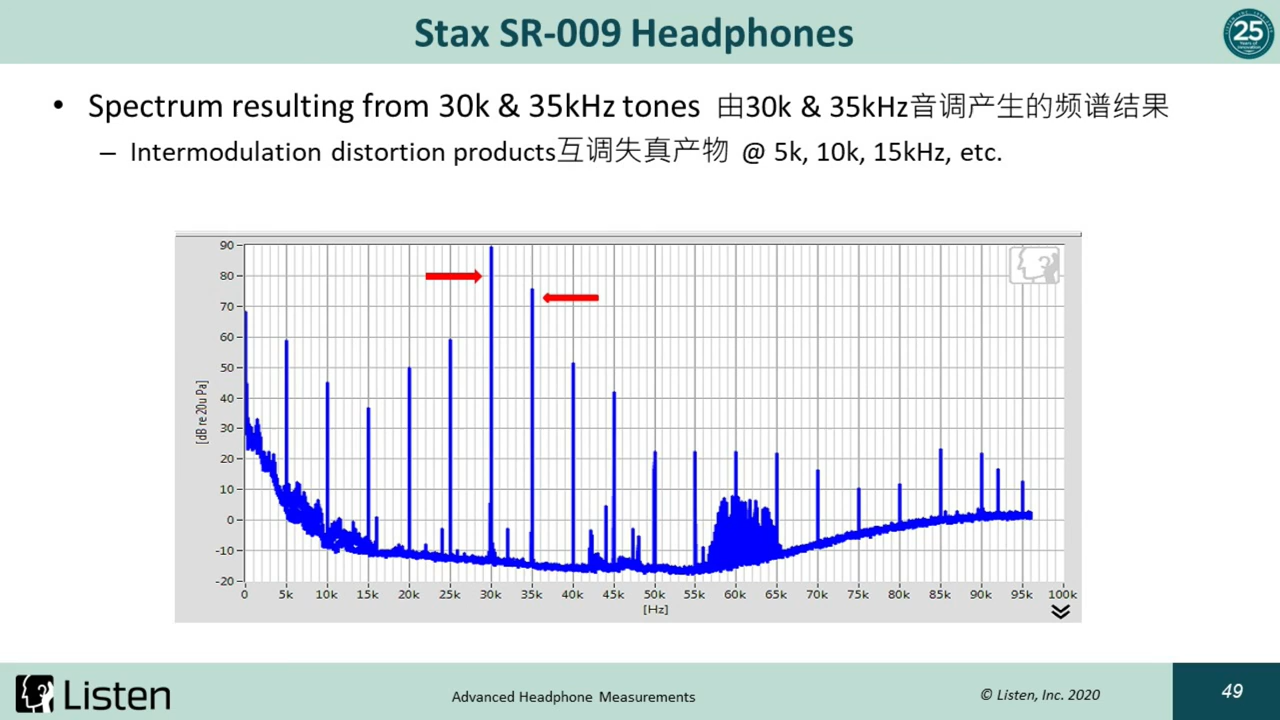 Stax SR-009 Headphones
25
• Spectrum resulting from 30k & 35kHz tones 由30k & 35kHz音调产生的频谱结果
– Intermodulation distortion products互调失真产物 @ 5k, 10k, 15kHz, etc.
90
80
70
60
50
40
30
20
10
0
-10
-20
[dB re 20u Pa]
0 5k 10k 15k 20k 25k 30k 35k 40k 45k 50k 55k 60k 65k 70k 75k 80k 85k 90k 95k 100k
[Hz]
Listen
Advanced Headphone Measurements
© Listen, Inc. 2020
49